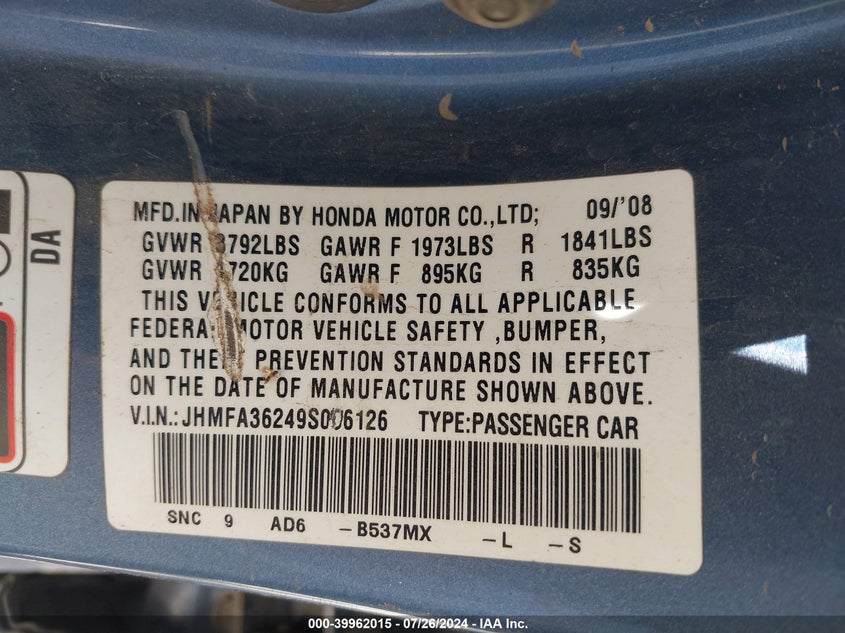 DA
MFD.IN JAPAN BY HONDA MOTOR CO.,LTD; 09/'08
GVWR 3792LBS GAWR F 1973LBS R 1841LBS
GVWR 1720KG GAWR F 895KG R 835KG
THIS VEHICLE CONFORMS TO ALL APPLICABLE
FEDERAL MOTOR VEHICLE SAFETY ,BUMPER,
AND THEFT PREVENTION STANDARDS IN EFFECT
ON THE DATE OF MANUFACTURE SHOWN ABOVE.
V.I.N.: JHMFA36249S006126 TYPE:PASSENGER CAR
SNC 9 AD6 -B537MX -L -S
000-39962015 - 07/26/2024 - IAA Inc.